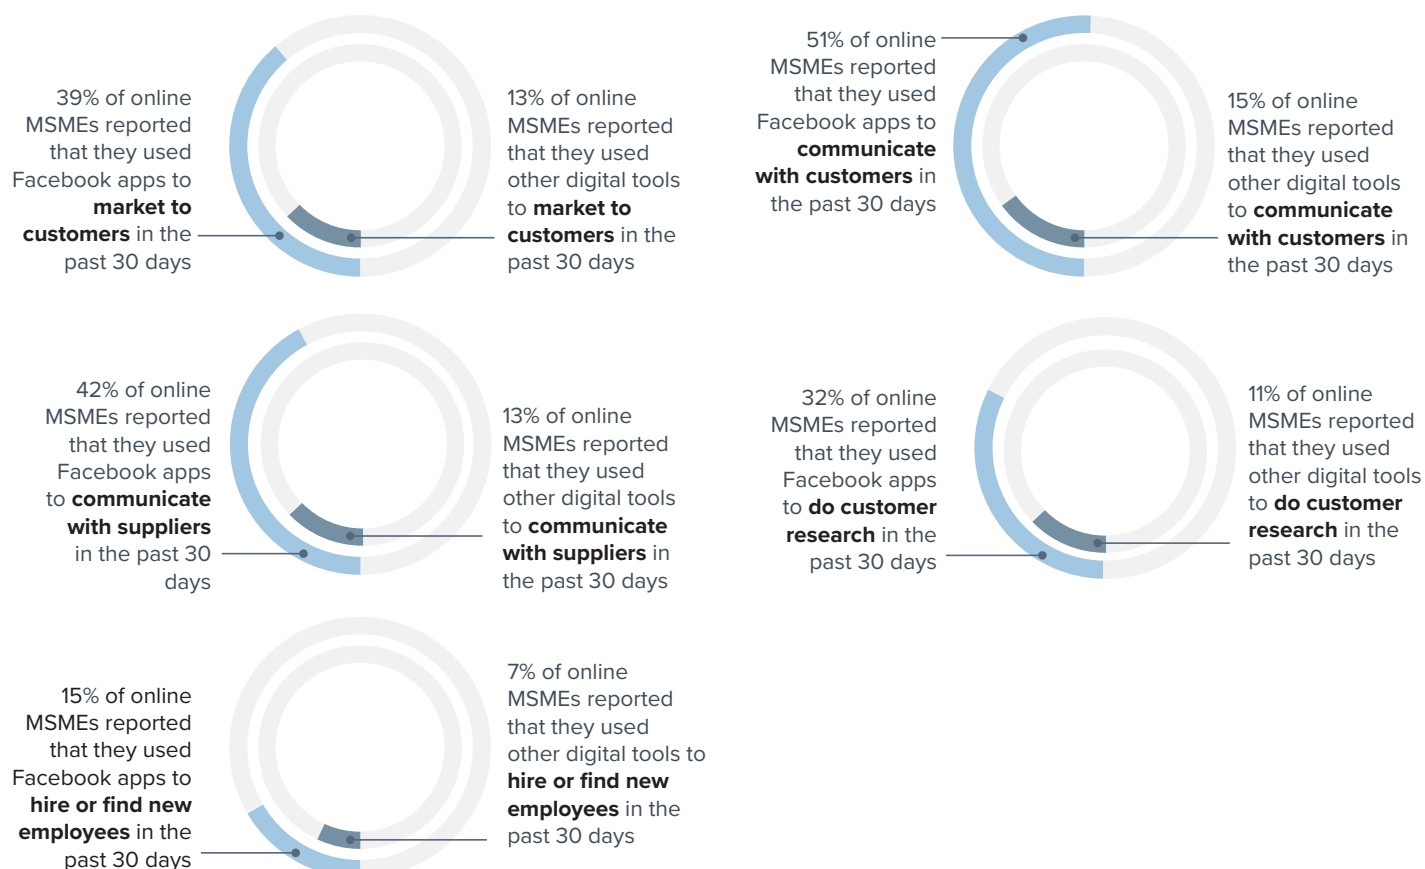 39% of online
MSMEs reported
that they used
Facebook apps to
market to
customers in the
past 30 days
13% of online
MSMEs reported
that they used
other digital tools
to market to
customers in the
past 30 days
51% of online
MSMEs reported
that they used
Facebook apps to
communicate
with customers in
the past 30 days
15% of online
MSMEs reported
that they used
other digital tools
to communicate
with customers in
the past 30 days
42% of online
MSMEs reported
that they used
Facebook apps
to communicate
with suppliers
in the past 30
days
13% of online
MSMEs reported
that they used
other digital tools
to communicate
with suppliers in
the past 30 days
32% of online
MSMEs reported
that they used
Facebook apps
to do customer
research in the
past 30 days
11% of online
MSMEs reported
that they used
other digital tools
to do customer
research in the
past 30 days
15% of online
MSMEs reported
that they used
Facebook apps to
hire or find new
employees in the
past 30 days
7% of online
MSMEs reported
that they used
other digital tools to
hire or find new
employees in the
past 30 days